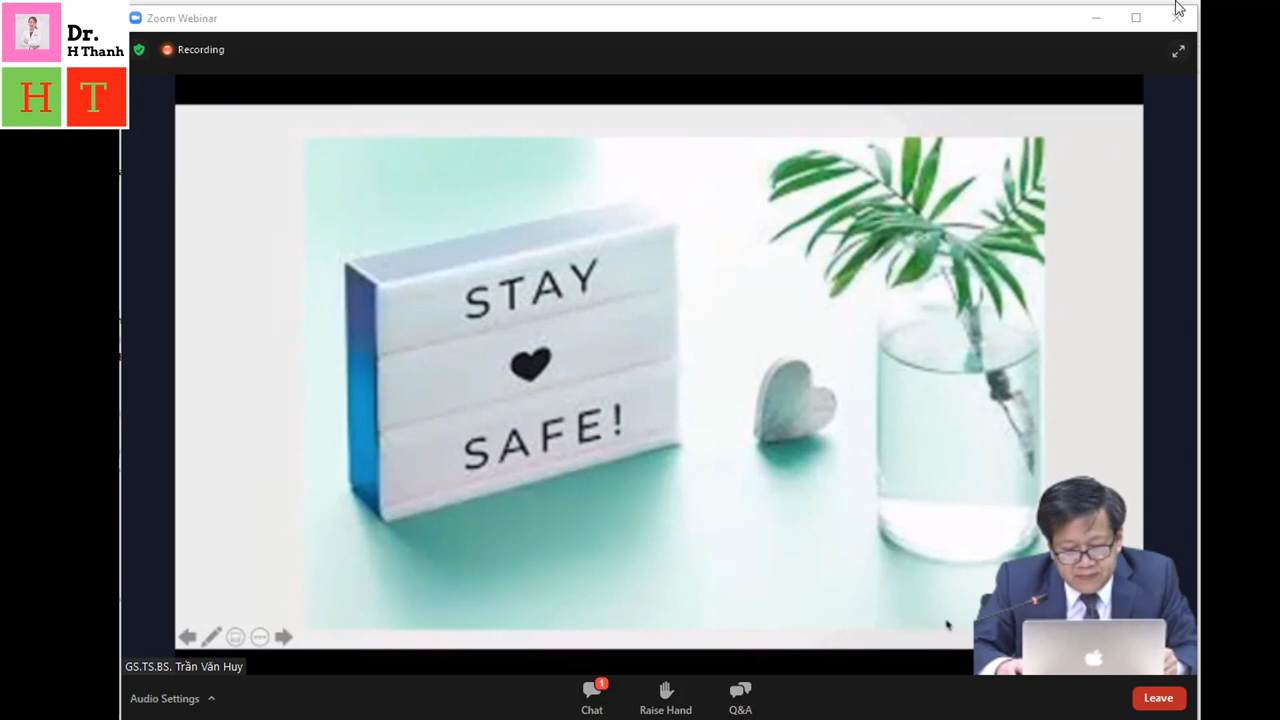 Dr.
H Thanh
H T
Zoom Webinar
Recording
STAY
SAFE!
GS.TS.BS. Trần Văn Huy
Audio Settings
1
Chat
Raise Hand
Q&A
Leave